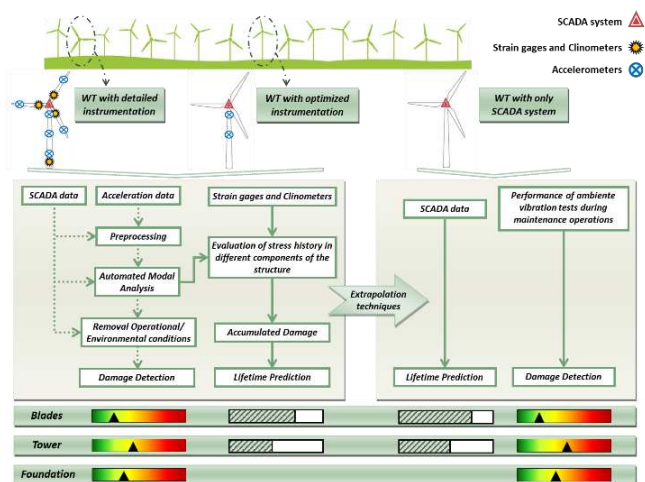 SCADA system
Strain gages and Clinometers
Accelerometers
WT with detailed
instrumentation
WT with optimized
instrumentation
WT with only
SCADA system
SCADA data
Acceleration data
Strain gages and Clinometers
Preprocessing
Evaluation of stress history in
different components of the
structure
Automated Modal
Analysis
Removal Operational/
Environmental conditions
Accumulated Damage
Damage Detection
Lifetime Prediction
Extrapolation
techniques
SCADA data
Performance of ambiente
vibration tests during
maintenance operations
Lifetime Prediction
Damage Detection
Blades
Tower
Foundation